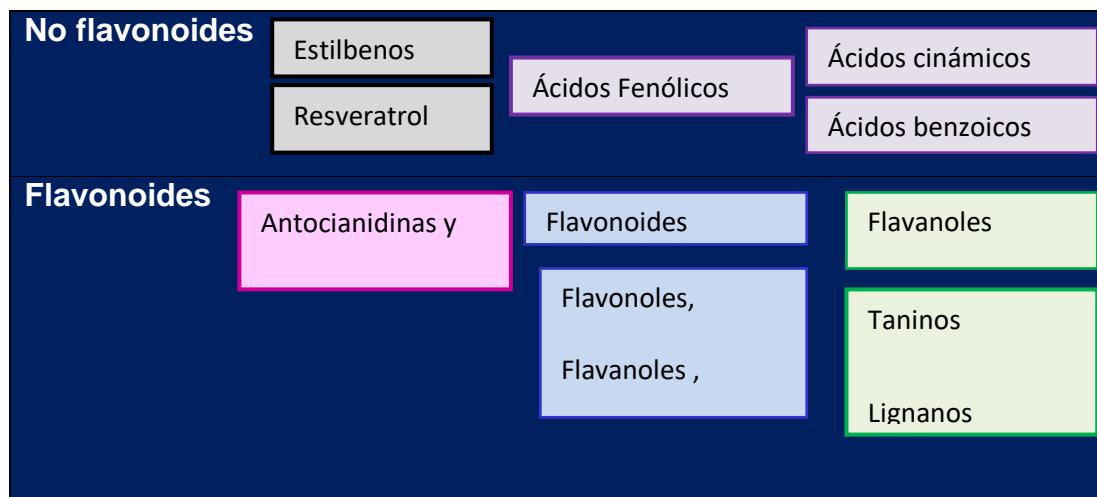 No flavonoides
Estilbenos
Resveratrol
Ácidos Fenólicos
Ácidos cinámicos
Ácidos benzoicos
Flavonoides
Antocianidinas y
Flavonoides
Flavonoles,
Flavanoles ,
Flavanoles
Taninos
Lignanos